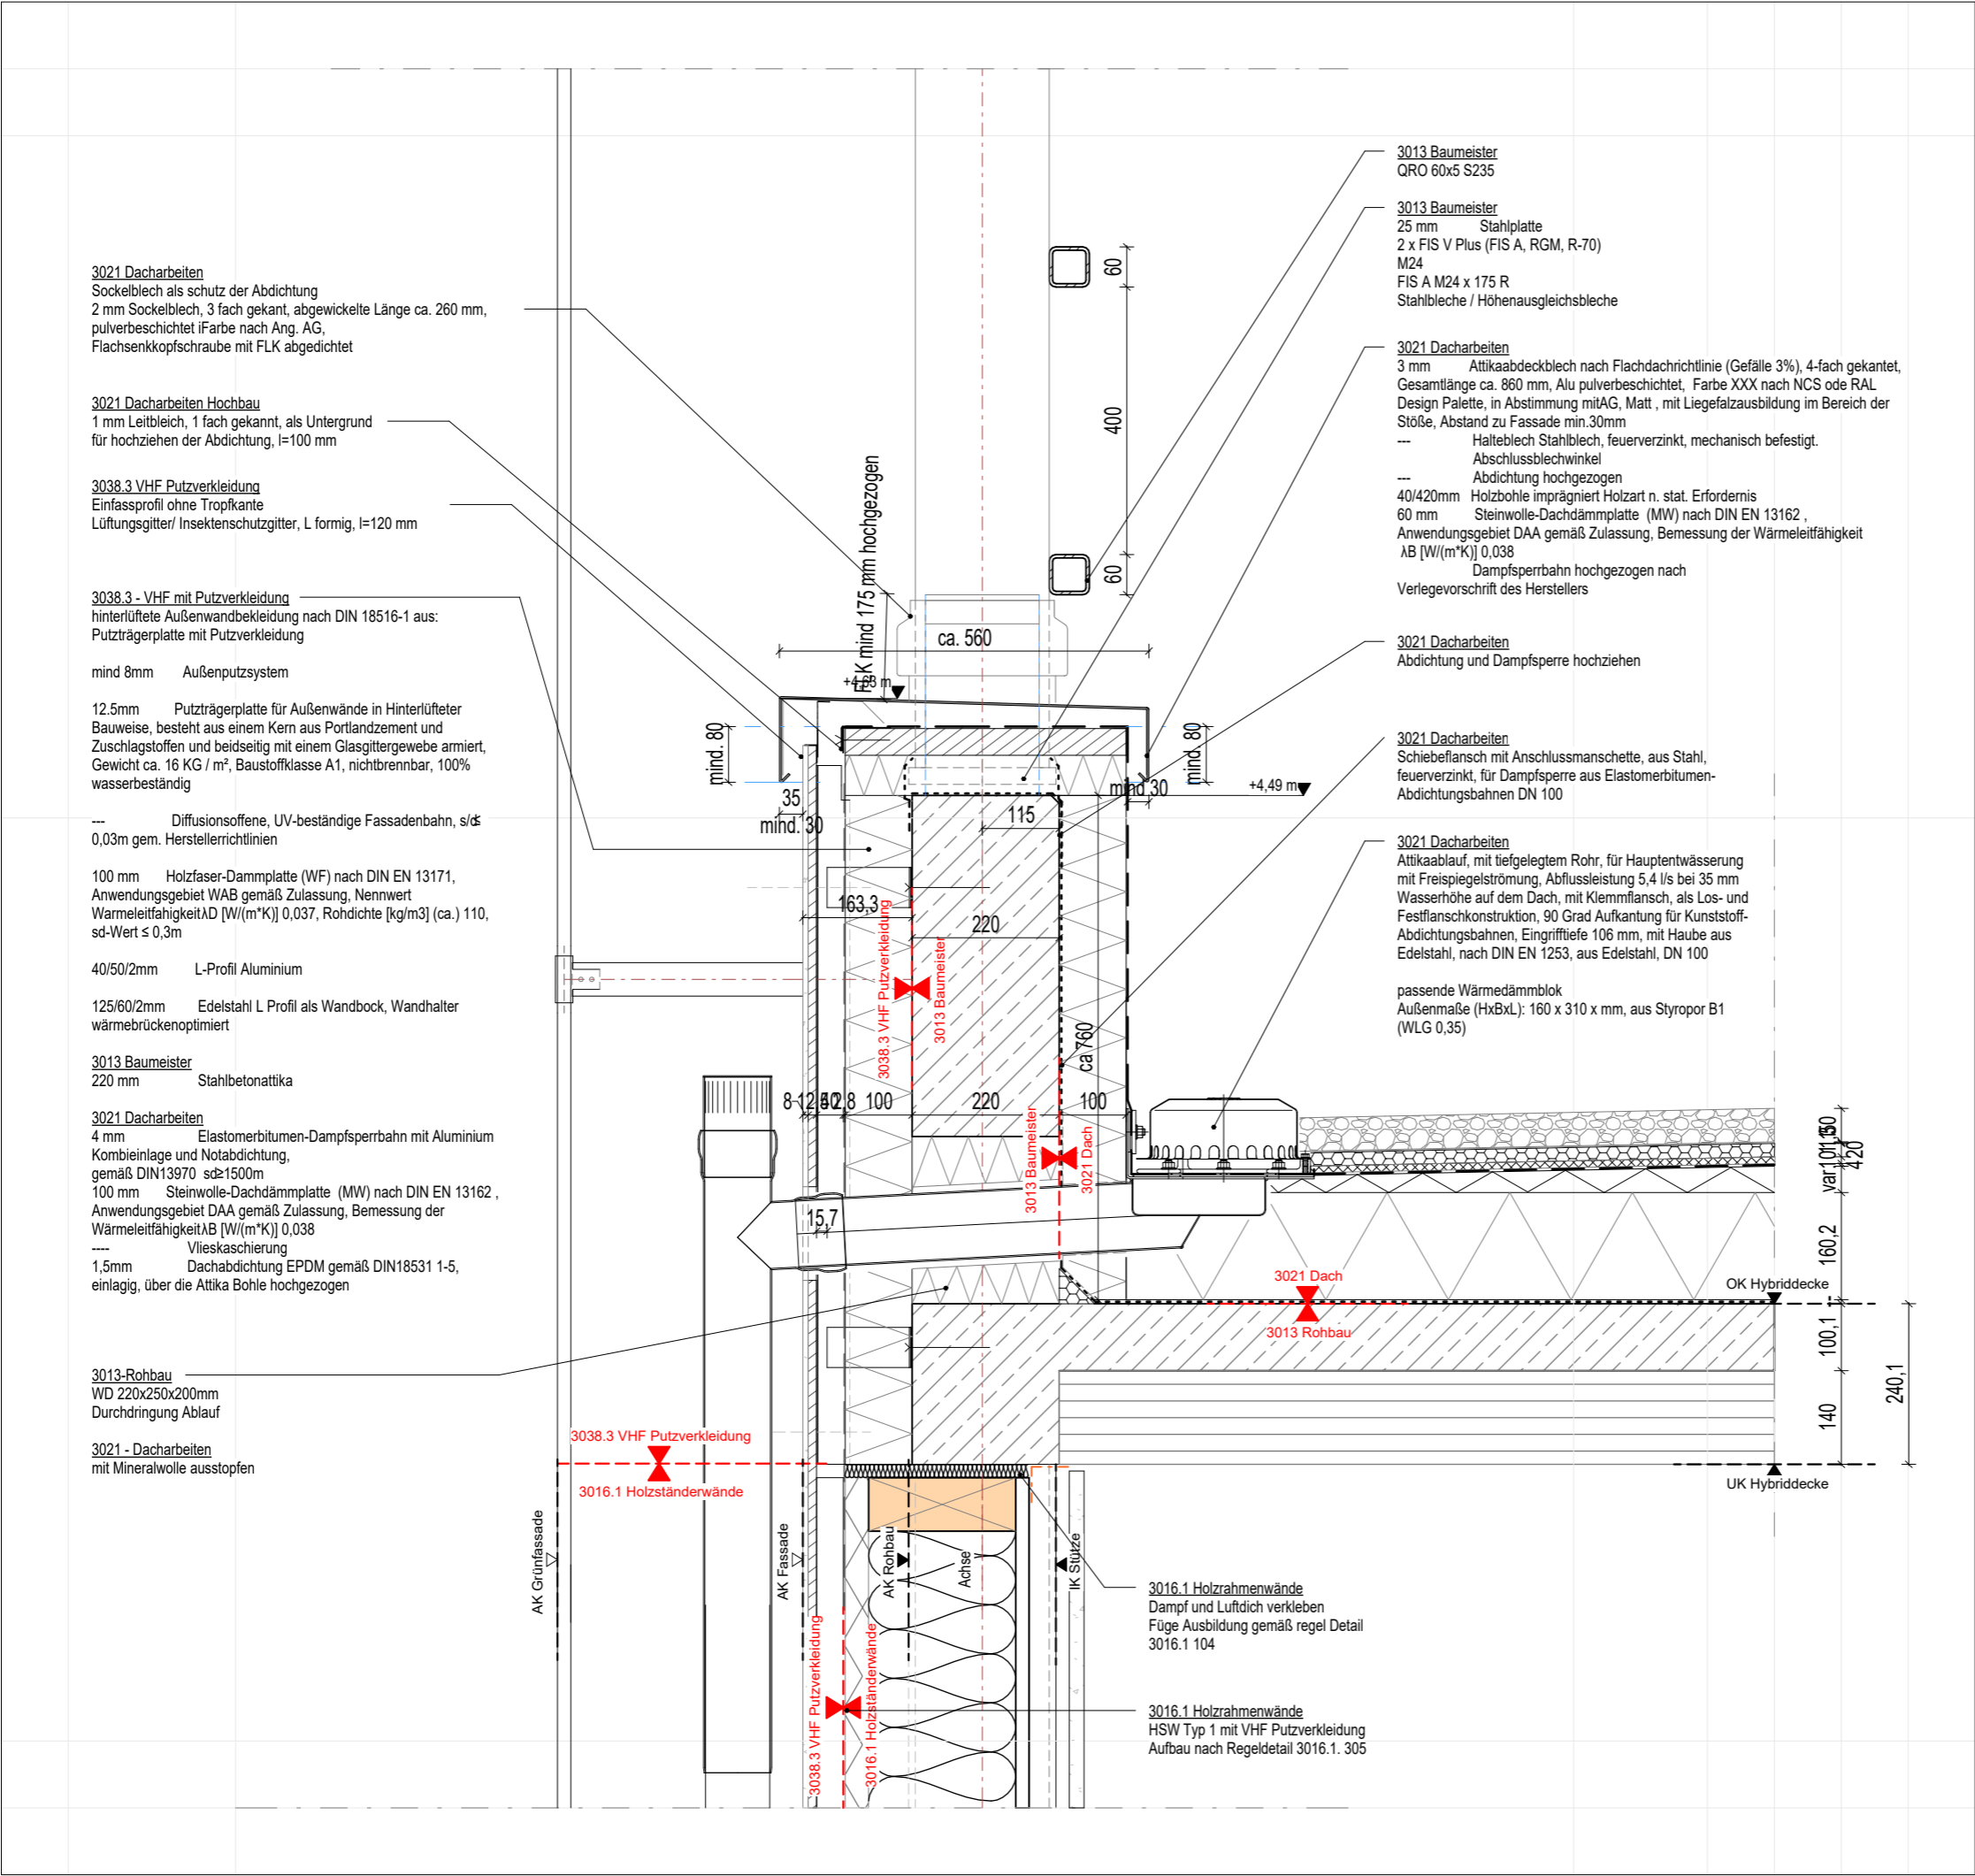 3021 Dacharbeiten
Sockelblech als schutz der Abdichtung
2 mm Sockelblech, 3 fach gekant, abgewickelte Länge ca. 260 mm,
pulverbeschichtet iFarbe nach Ang. AG,
Flachsenkkopfschraube mit FLK abgedichtet
3021 Dacharbeiten Hochbau
1 mm Leitbleich, 1 fach gekannt, als Untergrund
für hochziehen der Abdichtung, l=100 mm
3038.3 VHF Putzverkleidung
Einfassprofil ohne Tropfkante
Lüftungsgitter/ Insektenschutzgitter, L formig, l=120 mm
3038.3 - VHF mit Putzverkleidung
hinterlüftete Außenwandbekleidung nach DIN 18516-1 aus:
Putzträgerplatte mit Putzverkleidung
mind 8mm Außenputzsystem
12.5mm Putzträgerplatte für Außenwände in Hinterlüfteter
Bauweise, besteht aus einem Kern aus Portlandzement und
Zuschlagstoffen und beidseitig mit einem Glasgittergewebe armiert,
Gewicht ca. 16 KG / m², Baustoffklasse A1, nichtbrennbar, 100%
wasserbeständig
--- Diffusionsoffene, UV-beständige Fassadenbahn, s/d≤
0,03m gem. Herstellerrichtlinien
100 mm Holzfaser-Dammplatte (WF) nach DIN EN 13171,
Anwendungsgebiet WAB gemäß Zulassung, Nennwert
WarmeleitfahigkeitλD [W/(m*K)] 0,037, Rohdichte [kg/m3] (ca.) 110,
sd-Wert ≤ 0,3m
40/50/2mm L-Profil Aluminium
125/60/2mm Edelstahl L Profil als Wandbock, Wandhalter
wärmebrückenoptimiert
3013 Baumeister
220 mm Stahlbetonattika
3021 Dacharbeiten
4 mm Elastomerbitumen-Dampfsperrbahn mit Aluminium
Kombieinlage und Notabdichtung,
gemäß DIN13970 sd≥1500m
100 mm Steinwolle-Dachdämmplatte (MW) nach DIN EN 13162 ,
Anwendungsgebiet DAA gemäß Zulassung, Bemessung der
WärmeleitfähigkeitλB [W/(m*K)] 0,038
---- Vlieskaschierung
1,5mm Dachabdichtung EPDM gemäß DIN18531 1-5,
einlagig, über die Attika Bohle hochgezogen
3013-Rohbau
WD 220x250x200mm
Durchdringung Ablauf
3021 - Dacharbeiten
mit Mineralwolle ausstopfen
3013 Baumeister
QRO 60x5 S235
3013 Baumeister
25 mm Stahlplatte
2 x FIS V Plus (FIS A, RGM, R-70)
M24
FIS A M24 x 175 R
Stahlbleche / Höhenausgleichsbleche
3021 Dacharbeiten
3 mm Attikaabdeckblech nach Flachdachrichtlinie (Gefälle 3%), 4-fach gekantet,
Gesamtlänge ca. 860 mm, Alu pulverbeschichtet, Farbe XXX nach NCS ode RAL
Design Palette, in Abstimmung mitAG, Matt , mit Liegefalzausbildung im Bereich der
Stöße, Abstand zu Fassade min.30mm
--- Halteblech Stahlblech, feuerverzinkt, mechanisch befestigt.
Abschlussblechwinkel
--- Abdichtung hochgezogen
40/420mm Holzbohle imprägniert Holzart n. stat. Erfordernis
60 mm Steinwolle-Dachdämmplatte (MW) nach DIN EN 13162 ,
Anwendungsgebiet DAA gemäß Zulassung, Bemessung der Wärmeleitfähigkeit
λB [W/(m*K)] 0,038
Dampfsperrbahn hochgezogen nach
Verlegevorschrift des Herstellers
3021 Dacharbeiten
Abdichtung und Dampfsperre hochziehen
3021 Dacharbeiten
Schiebeflansch mit Anschlussmanschette, aus Stahl,
feuerverzinkt, für Dampfsperre aus Elastomerbitumen-
Abdichtungsbahnen DN 100
3021 Dacharbeiten
Attikaablauf, mit tiefgelegtem Rohr, für Hauptentwässerung
mit Freispiegelströmung, Abflussleistung 5,4 l/s bei 35 mm
Wasserhöhe auf dem Dach, mit Klemmflansch, als Los- und
Festflanschkonstruktion, 90 Grad Aufkantung für Kunststoff-
Abdichtungsbahnen, Eingrifftiefe 106 mm, mit Haube aus
Edelstahl, nach DIN EN 1253, aus Edelstahl, DN 100
passende Wärmedämmblok
Außenmaße (HxBxL): 160 x 310 x mm, aus Styropor B1
(WLG 0,35)
60
400
60
FLK mind 175 mm hochgezogen
ca. 560
+4,63 m
mind. 80
mind. 80
35
mind. 30
mind 30
+4,49 m
115
163,3
220
3038.3 VHF Putzverkleidung
3013 Baumeister
ca 760
100
220
100
3013 Baumeister
3021 Dach
15,7
420
160,2
3021 Dach
3013 Rohbau
OK Hybriddecke
100,1
140
240,1
UK Hybriddecke
3038.3 VHF Putzverkleidung
3016.1 Holzständerwände
AK Grünfassade
AK Fassade
AK Rohbau
Achse
IK Stütze
3038.3 VHF Putzverkleidung
3016.1 Holzständerwände
3016.1 Holzrahmenwände
Dampf und Luftdich verkleben
Füge Ausbildung gemäß regel Detail
3016.1 104
3016.1 Holzrahmenwände
HSW Typ 1 mit VHF Putzverkleidung
Aufbau nach Regeldetail 3016.1. 305